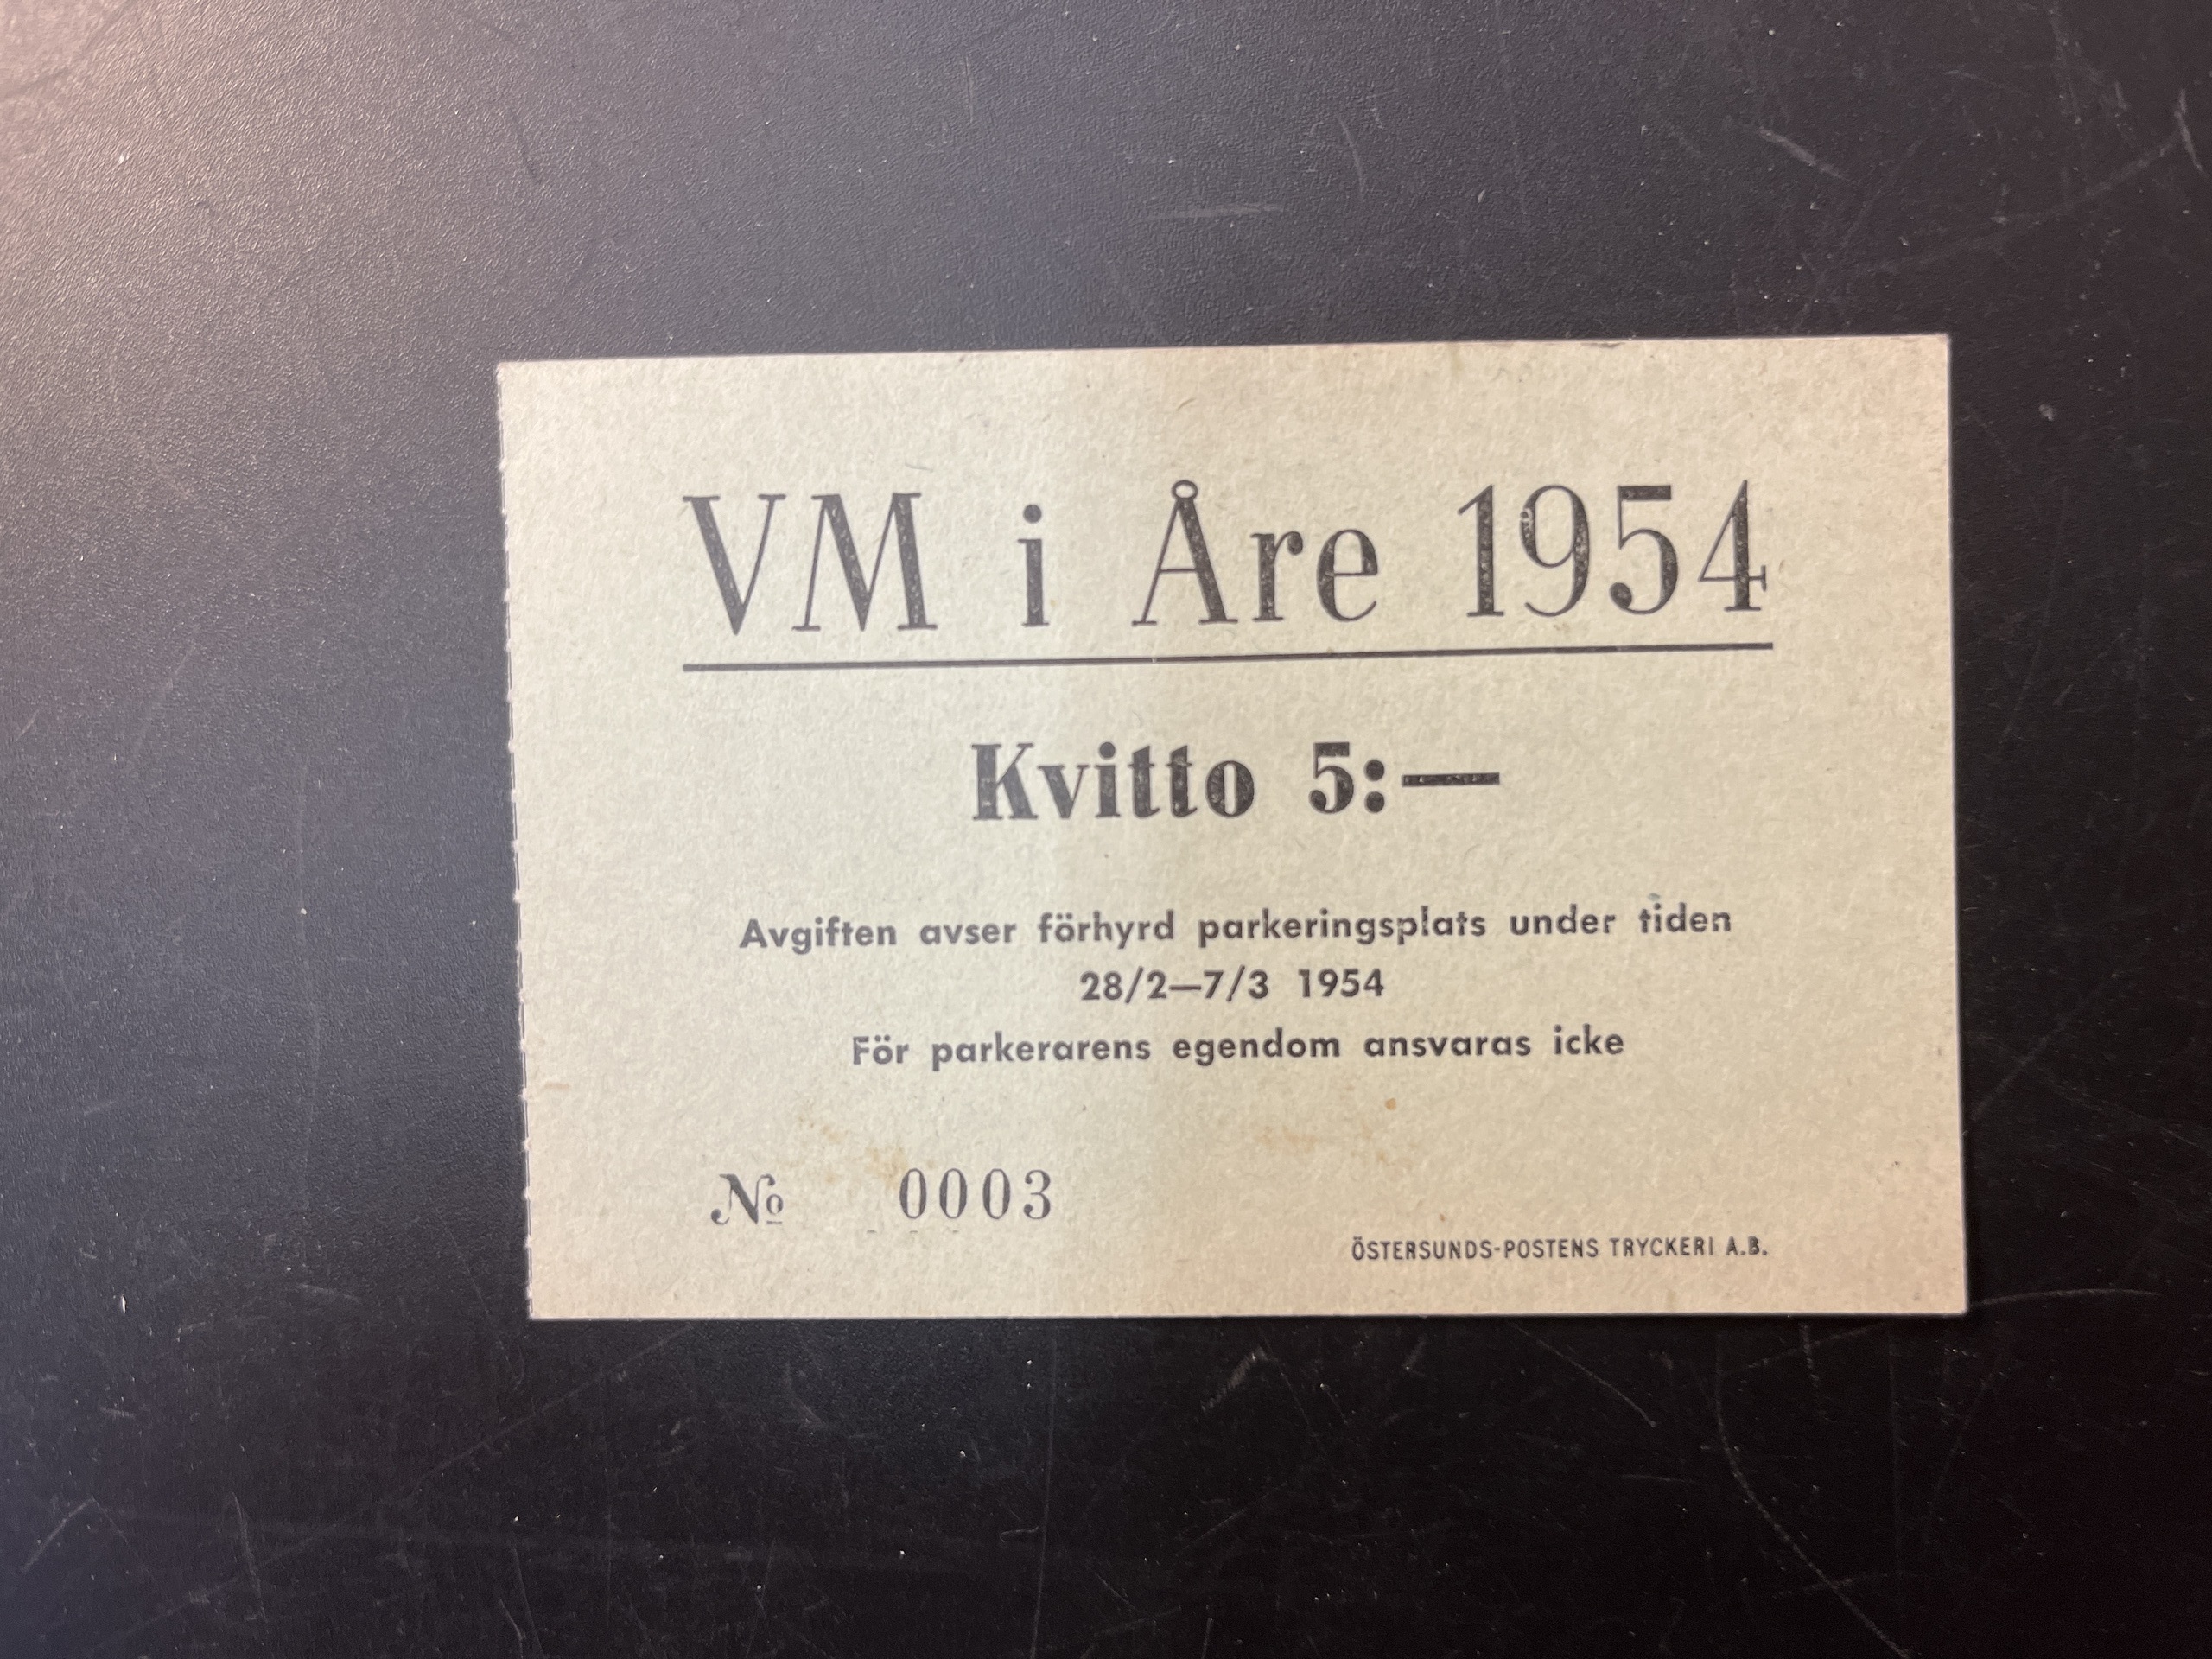 VM i Åre 1954
Kvitto 5:—
Avgiften avser förhyrd parkeringsplats under tiden
28/2—7/3 1954
För parkerarens egendom ansvaras icke
No 0003
ÖSTERSUNDS-POSTENS TRYCKERI A.B.